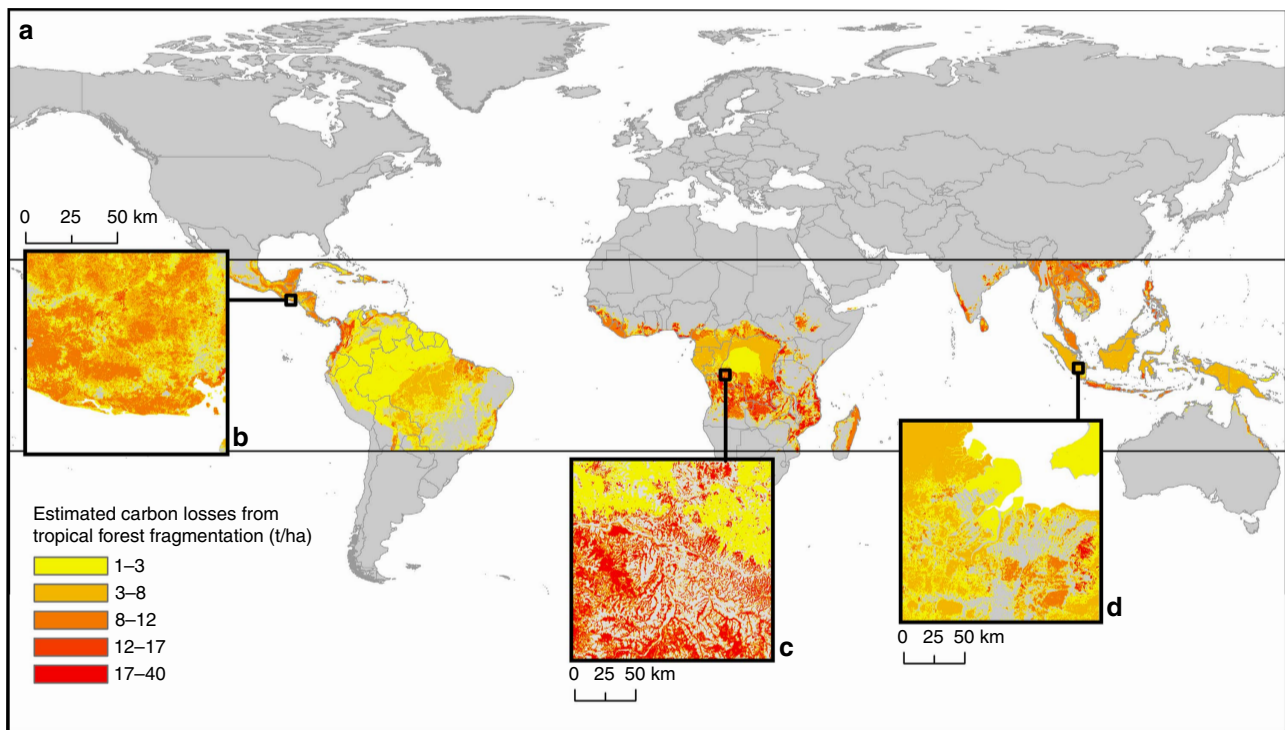 a
0 25 50 km
b
Estimated carbon losses from
tropical forest fragmentation (t/ha)
1–3
3–8
8–12
12–17
17–40
c
0 25 50 km
d
0 25 50 km